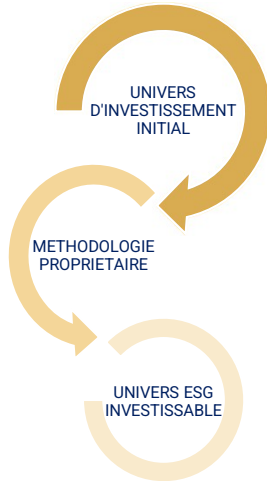 UNIVERS
D'INVESTISSEMENT
INITIAL
METHODOLOGIE
PROPRIETAIRE
UNIVERS ESG
INVESTISSABLE